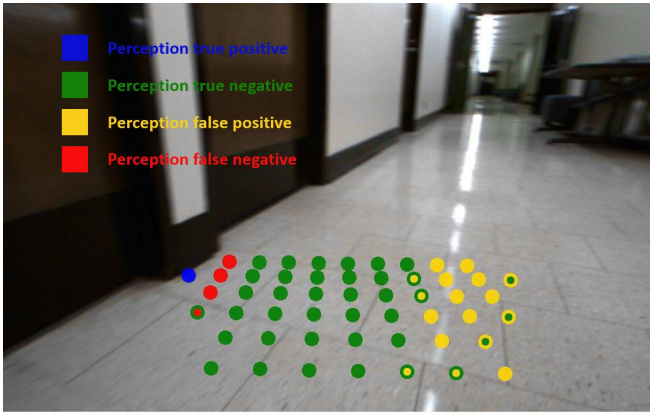 Perception true positive
Perception true negative
Perception false positive
Perception false negative